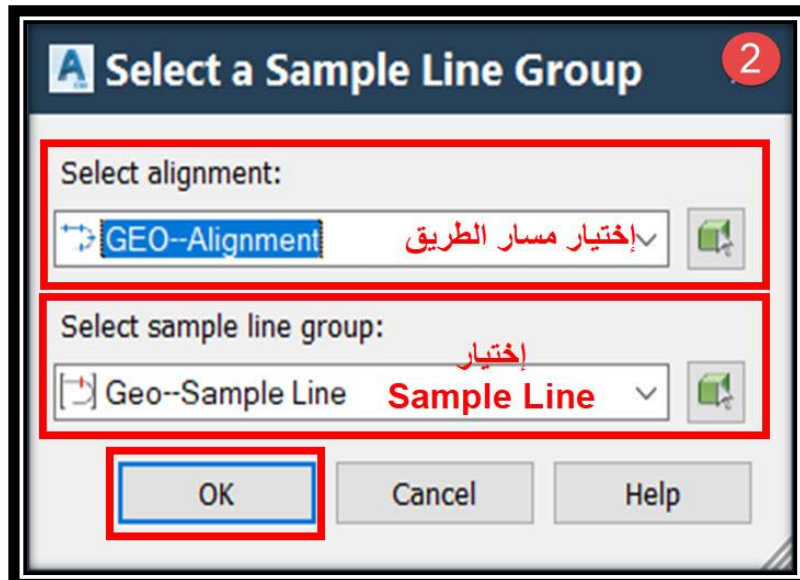 Select a Sample Line Group
2
Select alignment:
GEO--Alignment إختيار مسار الطريق
Select sample line group:
إختيار
Geo--Sample Line Sample Line
OK Cancel Help